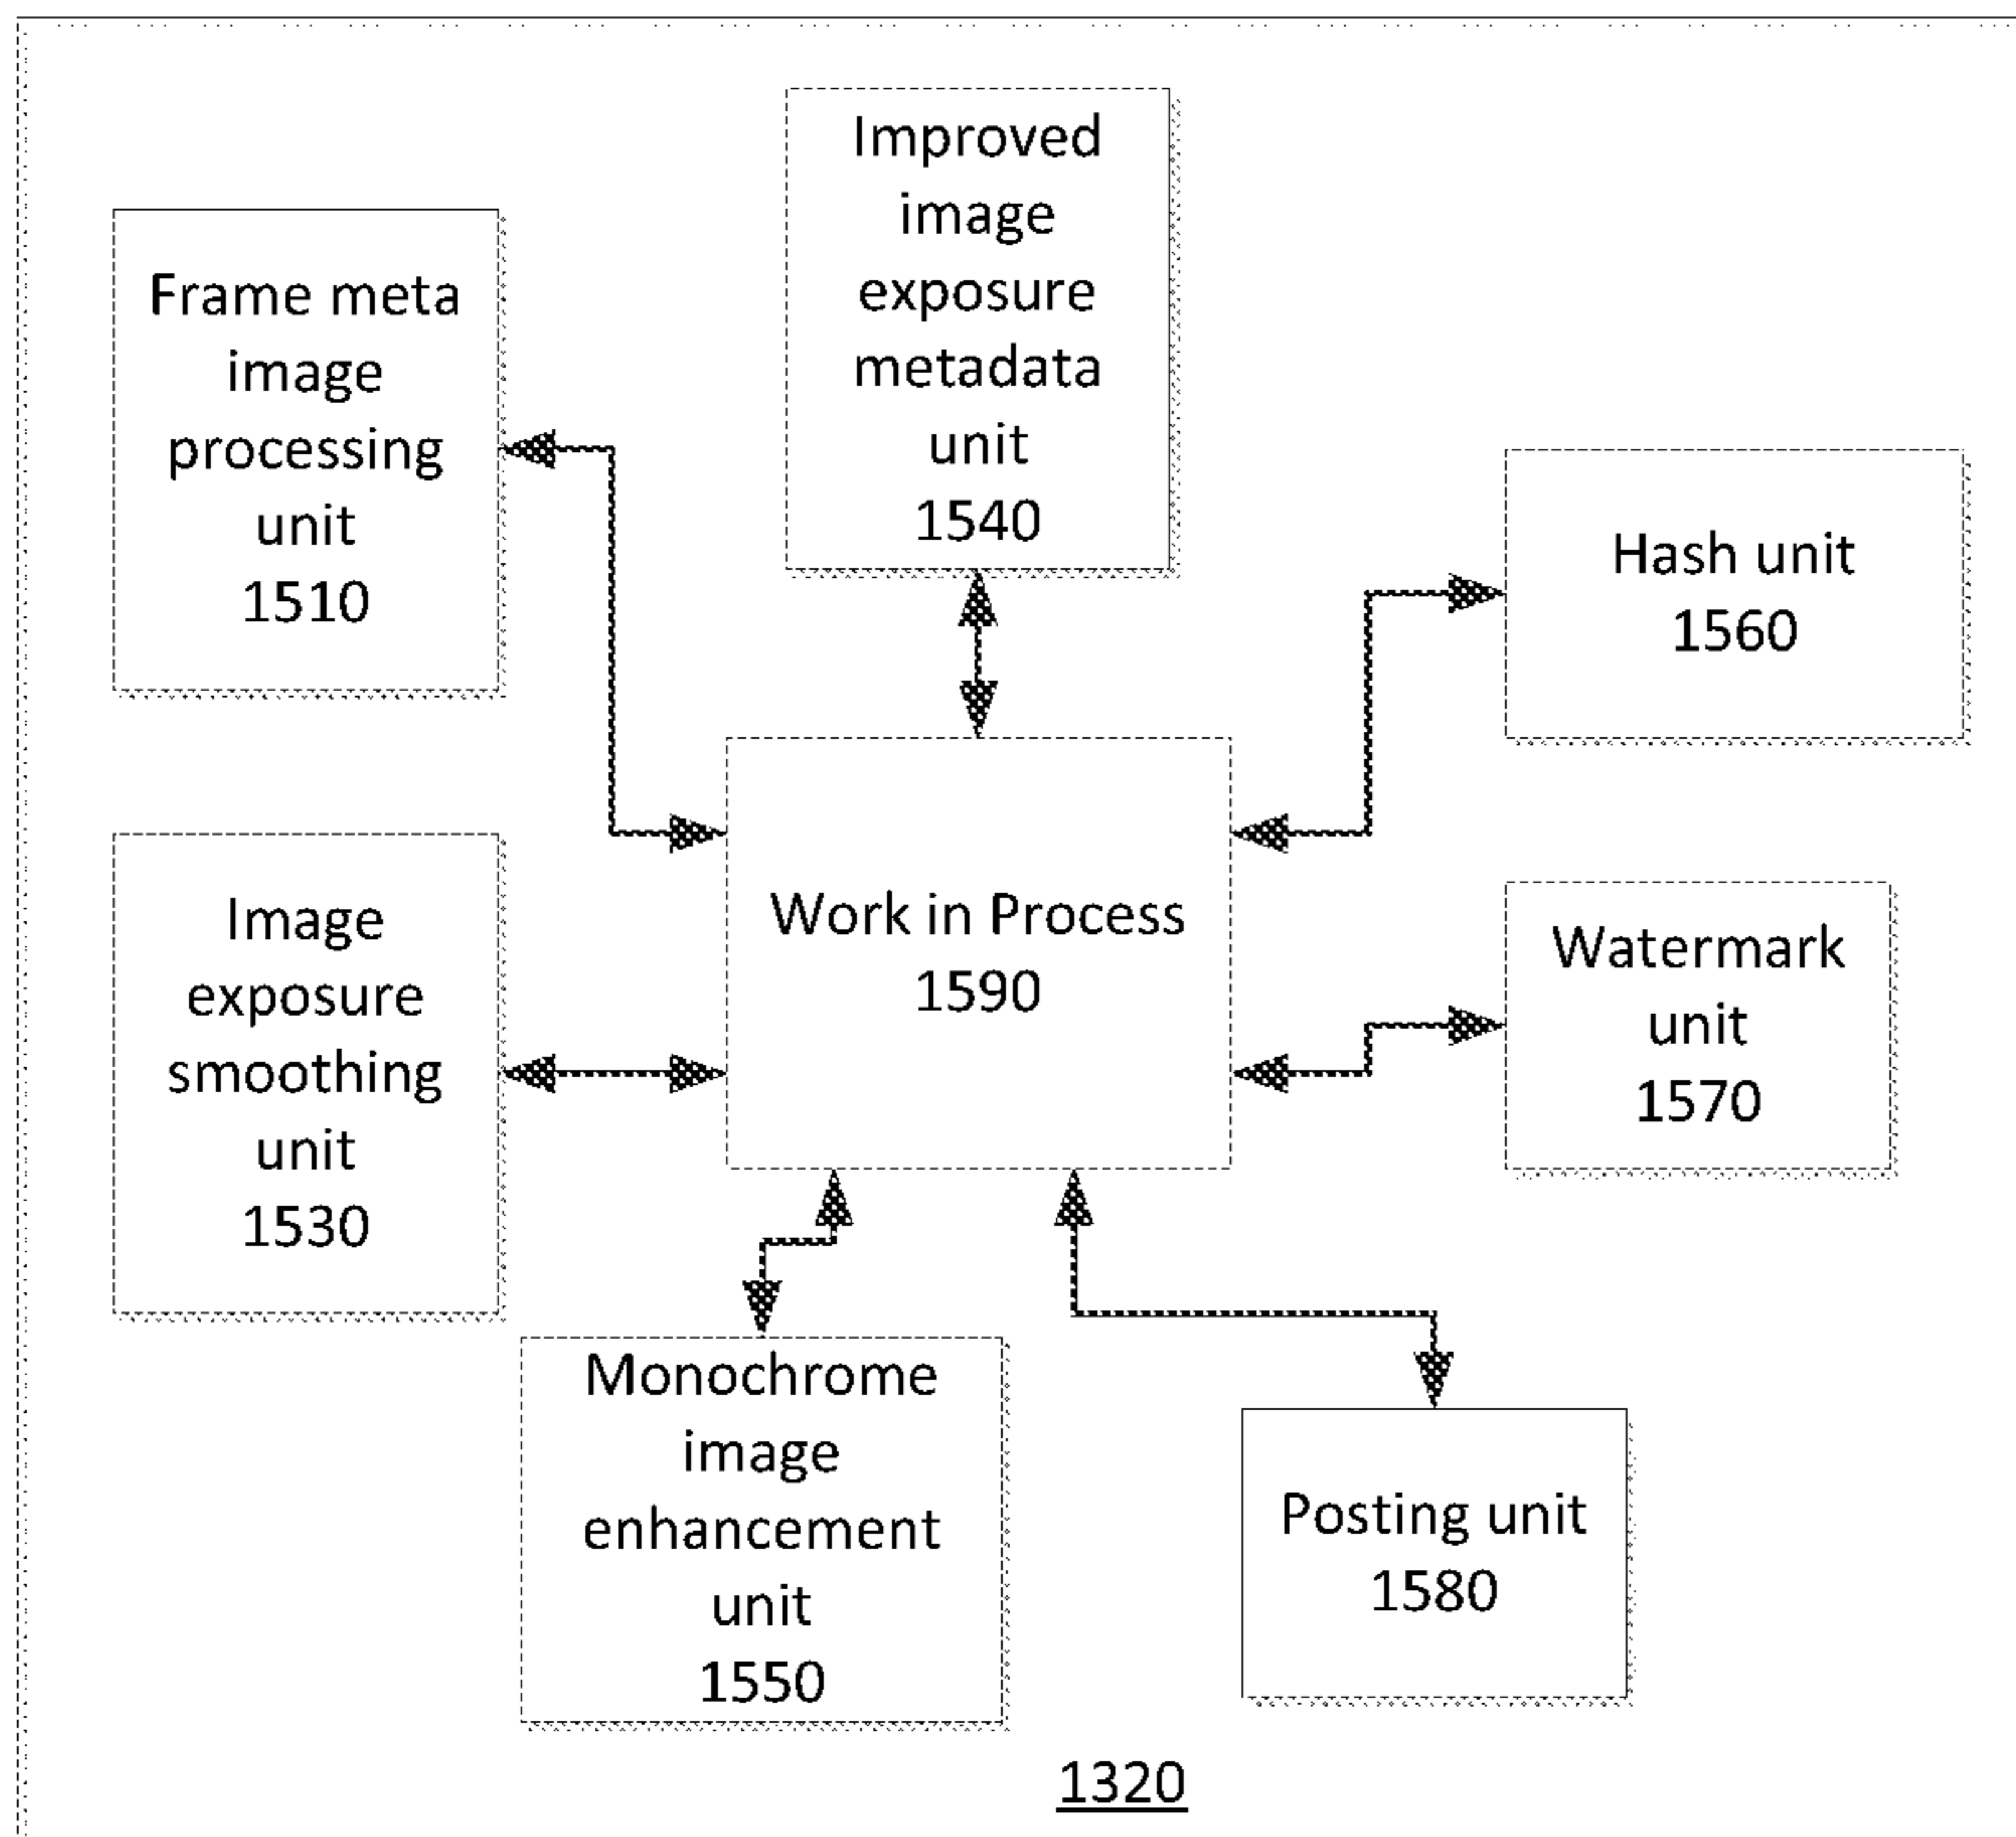 Improved
image
exposure
metadata
unit
1540
Frame meta
image
processing
unit
1510
Hash unit
1560
Work in Process
1590
Image
exposure
smoothing
unit
1530
Watermark
unit
1570
Monochrome
image
enhancement
unit
1550
Posting unit
1580
1320